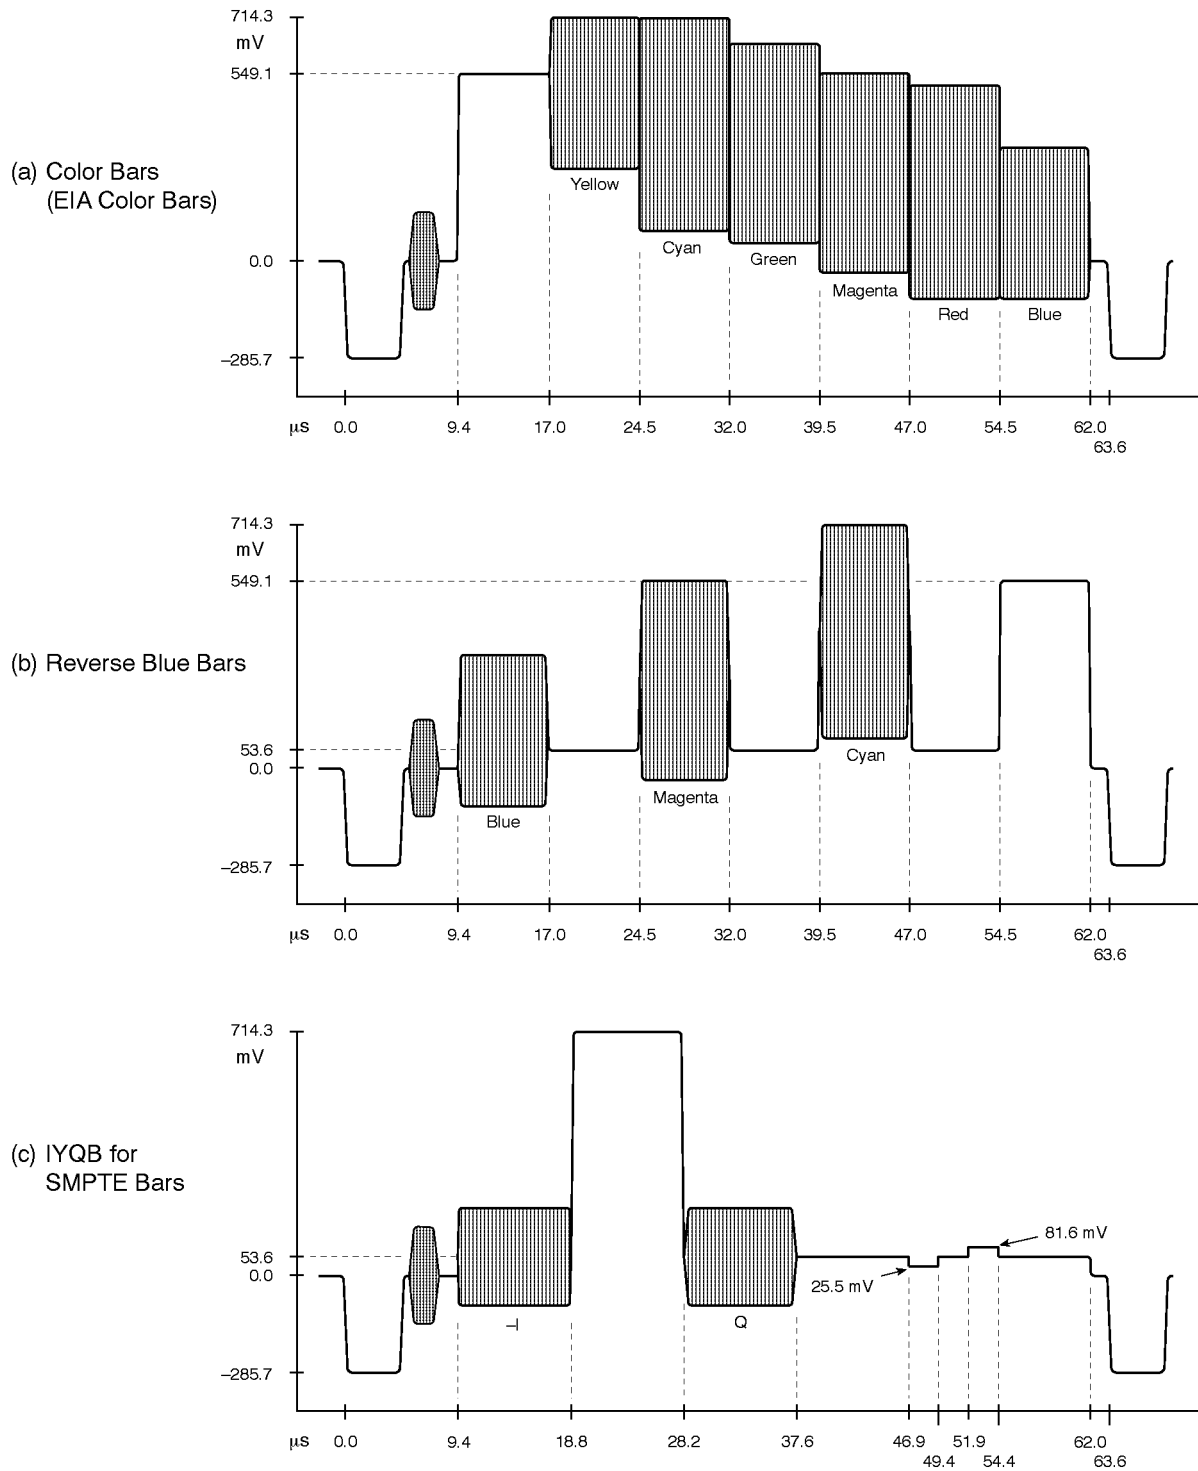 714.3
mV
549.1
(a) Color Bars
(EIA Color Bars)
Yellow
Cyan
Green
Magenta
Red
Blue
0.0
–285.7
µs 0.0 9.4 17.0 24.5 32.0 39.5 47.0 54.5 62.0
63.6
714.3
mV
549.1
(b) Reverse Blue Bars
53.6
0.0
Cyan
Magenta
Blue
–285.7
µs 0.0 9.4 17.0 24.5 32.0 39.5 47.0 54.5 62.0
63.6
714.3
mV
(c) IYQB for
SMPTE Bars
81.6 mV
53.6
0.0
25.5 mV
–I
Q
–285.7
µs 0.0 9.4 18.8 28.2 37.6 46.9 51.9 62.0
49.4 54.4 63.6